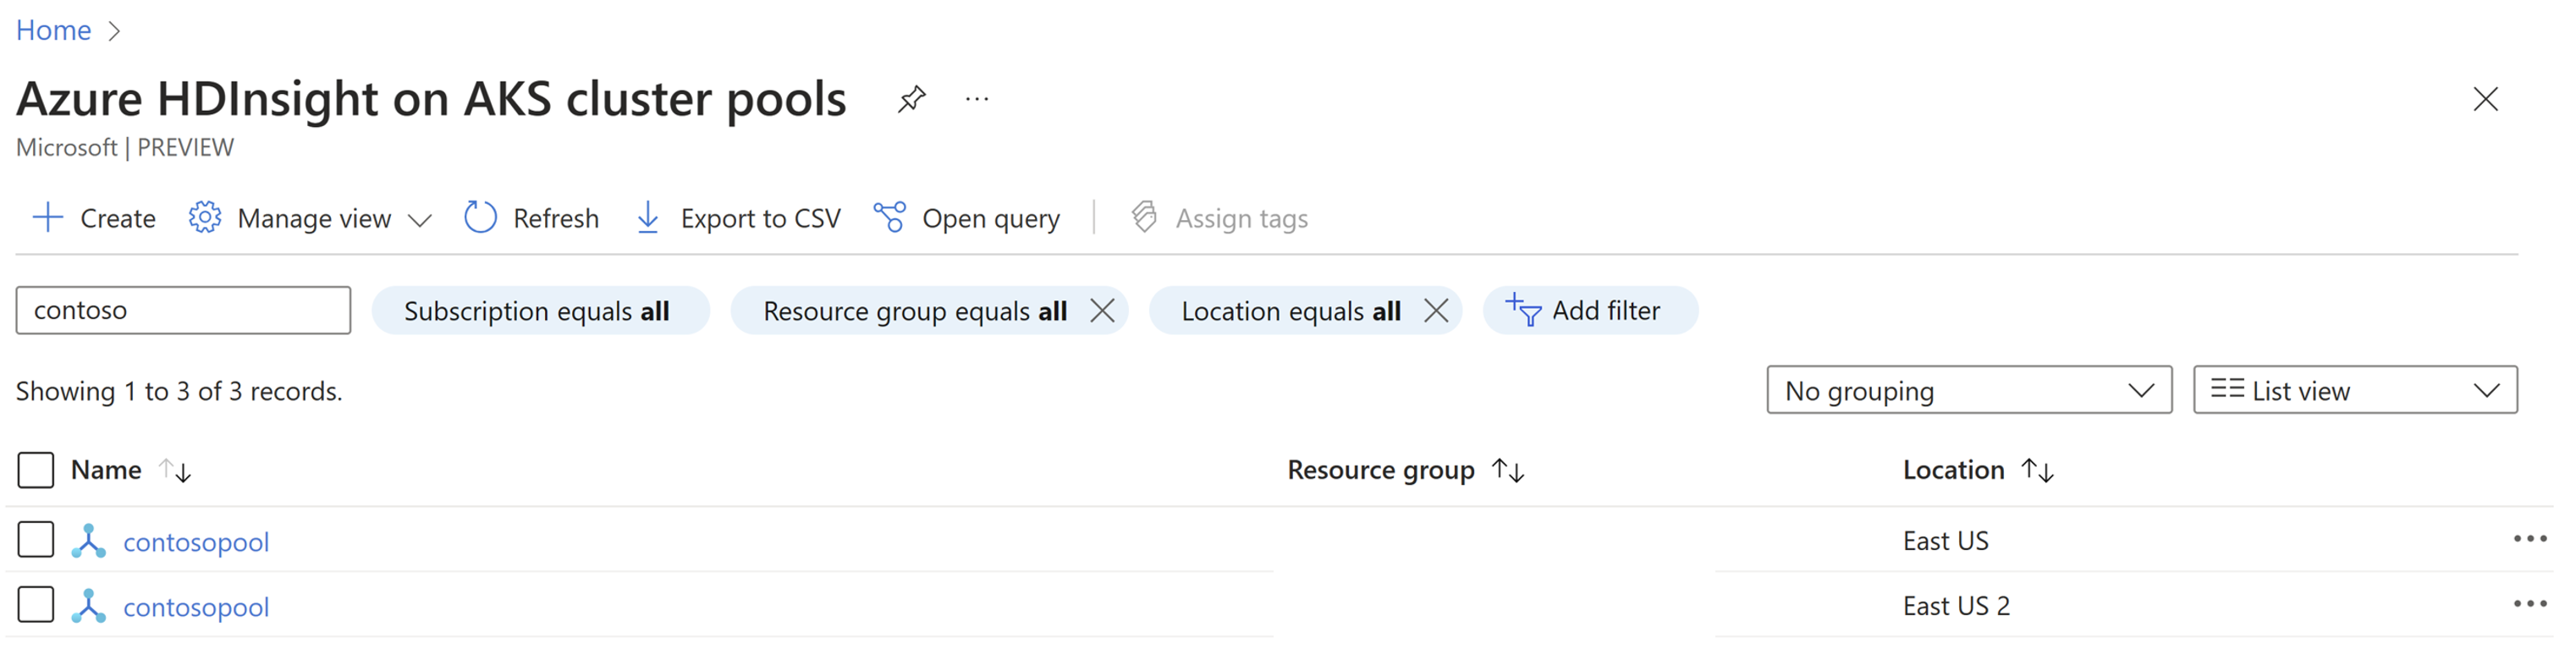 Home
Azure HDInsight on AKS cluster pools
Microsoft | PREVIEW
Create Manage view Refresh Export to CSV Open query Assign tags
contoso Subscription equals all Resource group equals all Location equals all Add filter
Showing 1 to 3 of 3 records. No grouping List view
Name Resource group Location
contosopool East US
contosopool East US 2